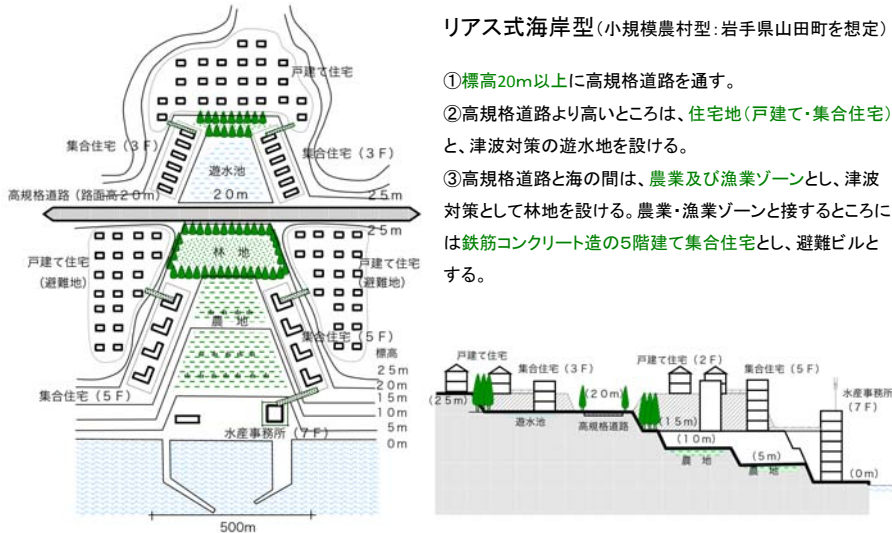 リアス式海岸型(小規模農村型:岩手県山田町を想定)
①標高20m以上に高規格道路を通す。
②高規格道路より高いところは、住宅地(戸建て・集合住宅)
と、津波対策の遊水地を設ける。
③高規格道路と海の間は、農業及び漁業ゾーンとし、津波
対策として林地を設ける。農業・漁業ゾーンと接するところに
は鉄筋コンクリート造の5階建て集合住宅とし、避難ビルと
する。
戸建て住宅
集合住宅(3F)
集合住宅(3F)
遊水池
高規格道路(路面高20m)
20m
25m
25m
林地
戸建て住宅
(避難地)
戸建て住宅
(避難地)
農地
集合住宅(5F)
標高
25m
20m
15m
10m
5m
0m
集合住宅(5F)
水産事務所(7F)
500m
戸建て住宅
集合住宅(3F)
戸建て住宅(2F)
集合住宅(5F)
水産事務所
(7F)
(25m)
(20m)
遊水池
高規格道路
(15m)
(10m)
農地
(5m)
農地
(0m)